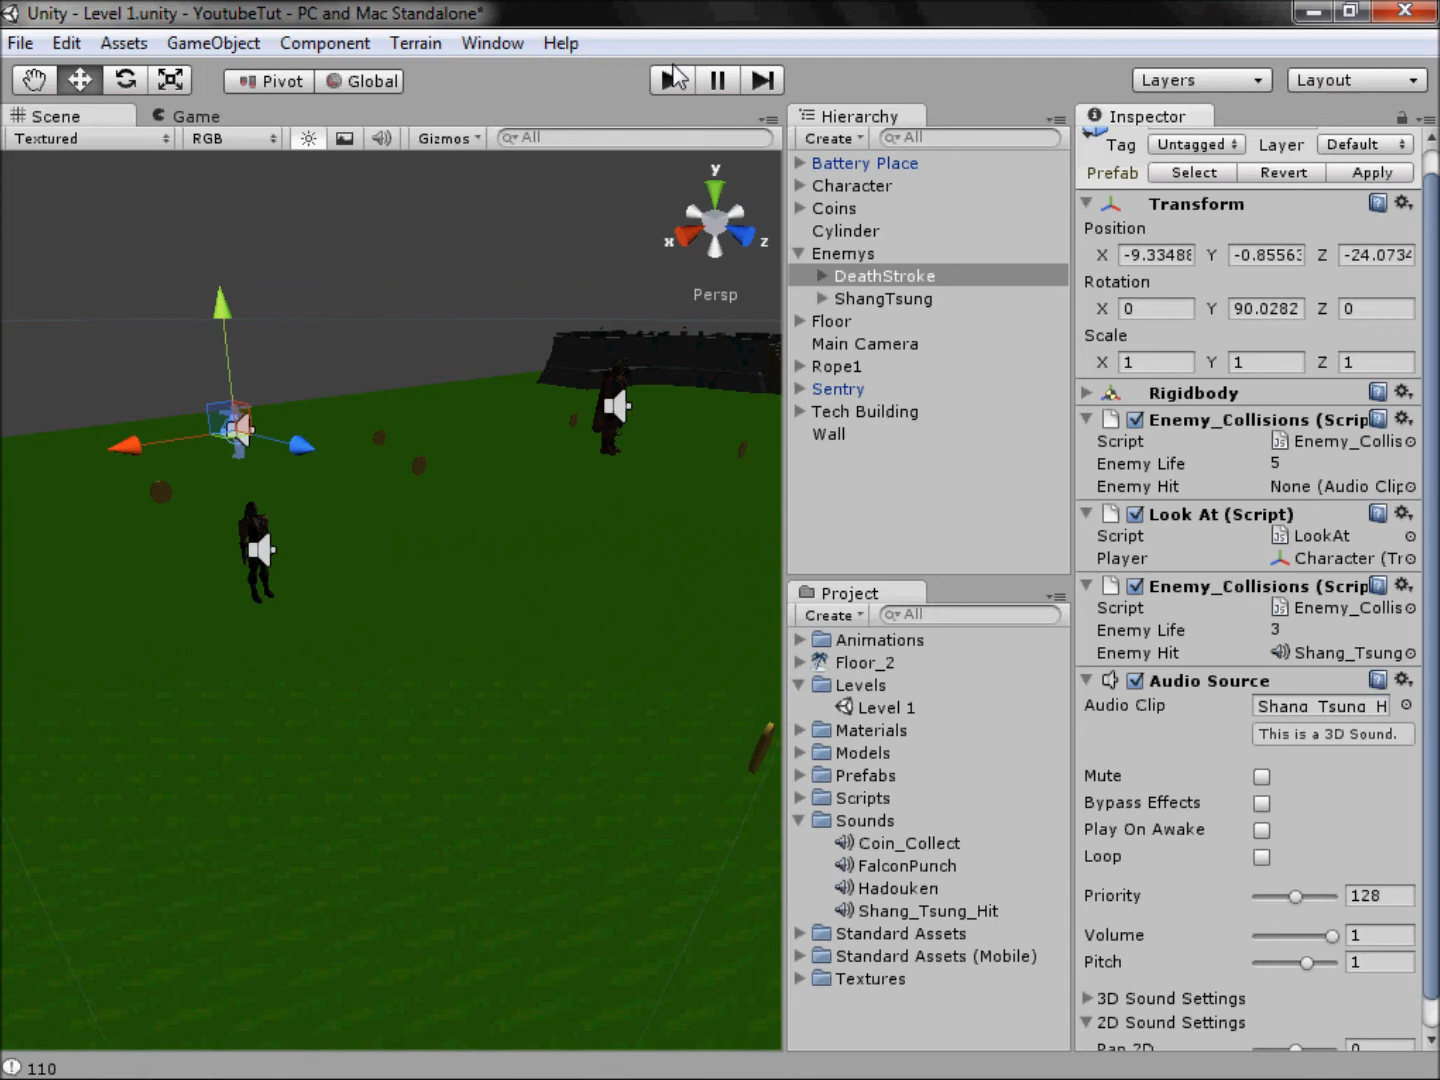 Unity - Level 1.unity - YoutubeTut - PC and Mac Standalone*
File Edit Assets GameObject Component Terrain Window Help
Pivot Global Layers Layout
Scene Game
Textured RGB Gizmos All
y
x z
Persp
Hierarchy
Create All
Battery Place
Character
Coins
Cylinder
Enemys
DeathStroke
ShangTsung
Floor
Main Camera
Rope1
Sentry
Tech Building
Wall
Project
Create All
Animations
Floor_2
Levels
Level 1
Materials
Models
Prefabs
Scripts
Sounds
Coin_Collect
FalconPunch
Hadouken
Shang_Tsung_Hit
Standard Assets
Standard Assets (Mobile)
Textures
Inspector
Tag Untagged Layer Default
Prefab Select Revert Apply
Transform
Position
X -9.33488 Y -0.85563 Z -24.0734
Rotation
X 0 Y 90.0282 Z 0
Scale
X 1 Y 1 Z 1
Rigidbody
Enemy_Collisions (Scrip
Script Enemy_Collis
Enemy Life 5
Enemy Hit None (Audio Clip
Look At (Script)
Script LookAt
Player Character (Tr
Enemy_Collisions (Scrip
Script Enemy_Collis
Enemy Life 3
Enemy Hit Shang_Tsung
Audio Source
Audio Clip Shang_Tsung_H
This is a 3D Sound.
Mute
Bypass Effects
Play On Awake
Loop
Priority 128
Volume 1
Pitch 1
3D Sound Settings
2D Sound Settings
Pan 2D 0
110